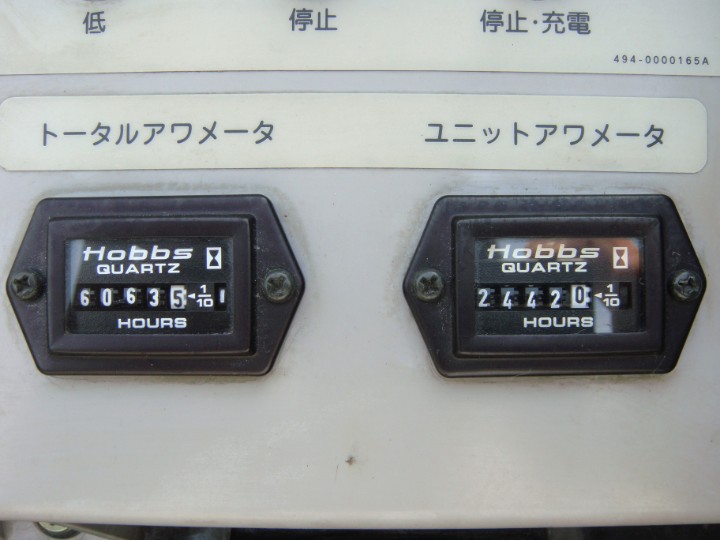 低 停止 停止・充電
494-0000165A
トータルアワメータ ユニットアワメータ
Hobbs
QUARTZ
60635 1/10
HOURS
Hobbs
QUARTZ
24420 1/10
HOURS